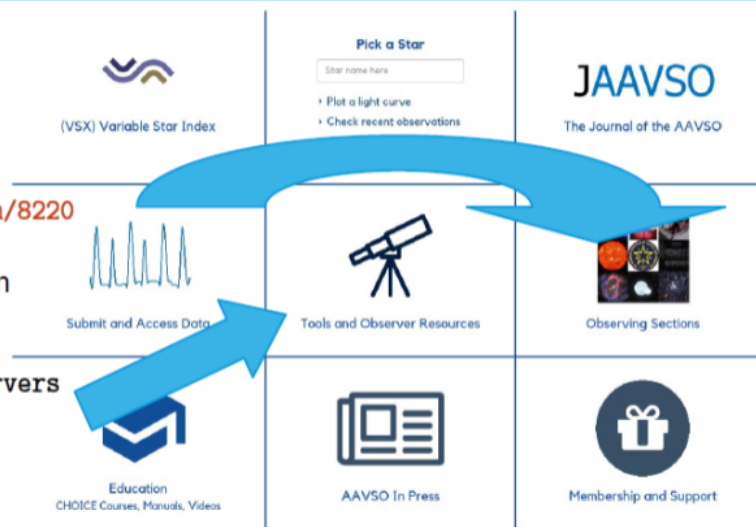 Pick a Star
Star name here
› Plot a light curve
› Check recent observations
(VSX) Variable Star Index
JAAVSO
The Journal of the AAVSO
/8220
Submit and Access Data
Tools and Observer Resources
Observing Sections
Education
CHOICE Courses, Manuals, Videos
AAVSO In Press
Membership and Support